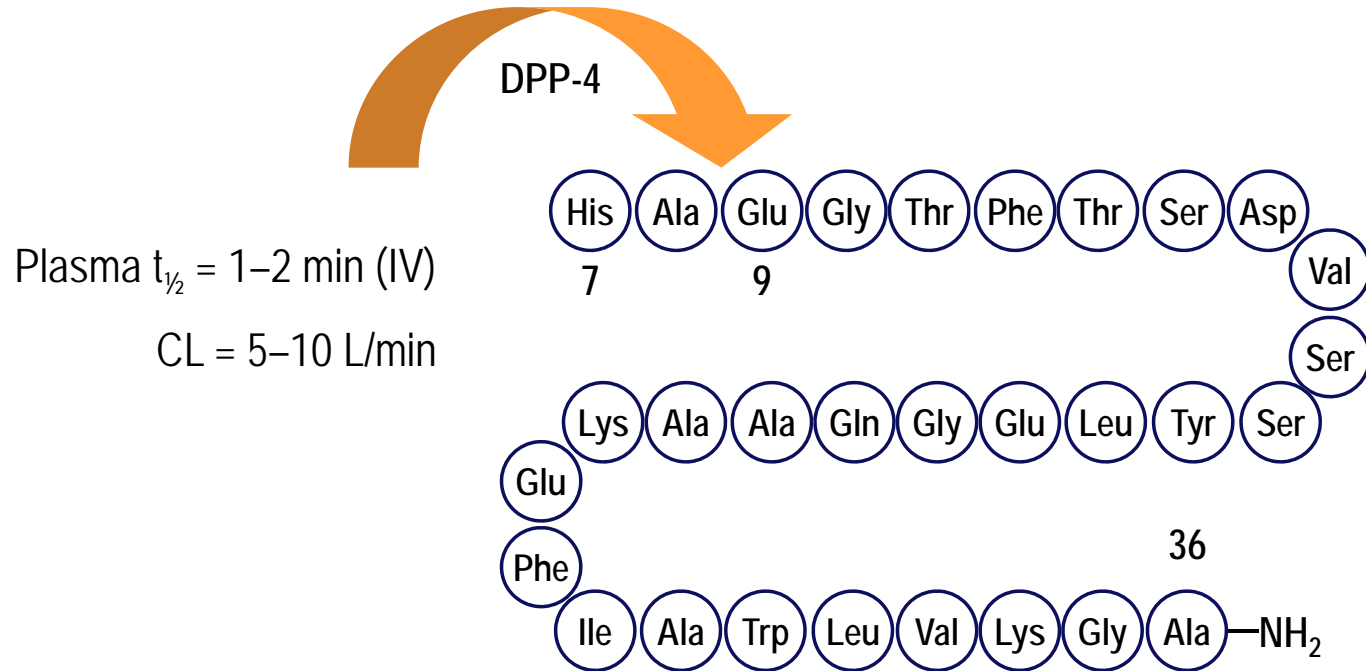 DPP-4
His Ala Glu Gly Thr Phe Thr Ser Asp
7 9
Val
Plasma t½ = 1–2 min (IV)
CL = 5–10 L/min
Ser
Lys Ala Ala Gln Gly Glu Leu Tyr Ser
Glu
Phe
36
Ile Ala Trp Leu Val Lys Gly Ala NH₂